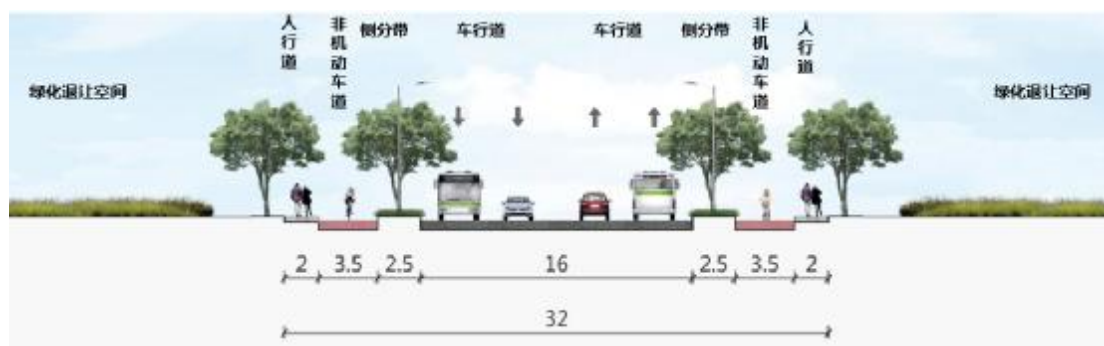 绿化退让空间
人行道
非机动车道
侧分带
车行道
车行道
侧分带
非机动车道
人行道
绿化退让空间
2 3.5 2.5 16 2.5 3.5 2
32